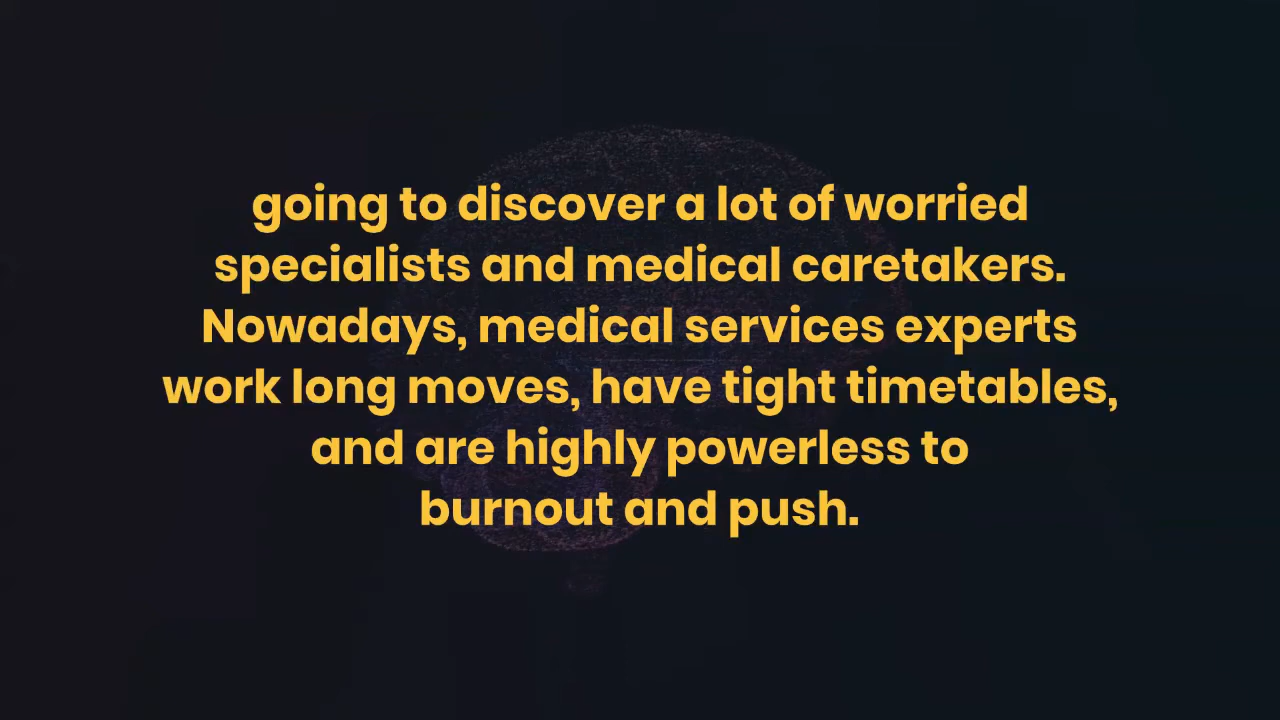 going to discover a lot of worried
specialists and medical caretakers.
Nowadays, medical services experts
work long moves, have tight timetables,
and are highly powerless to
burnout and push.